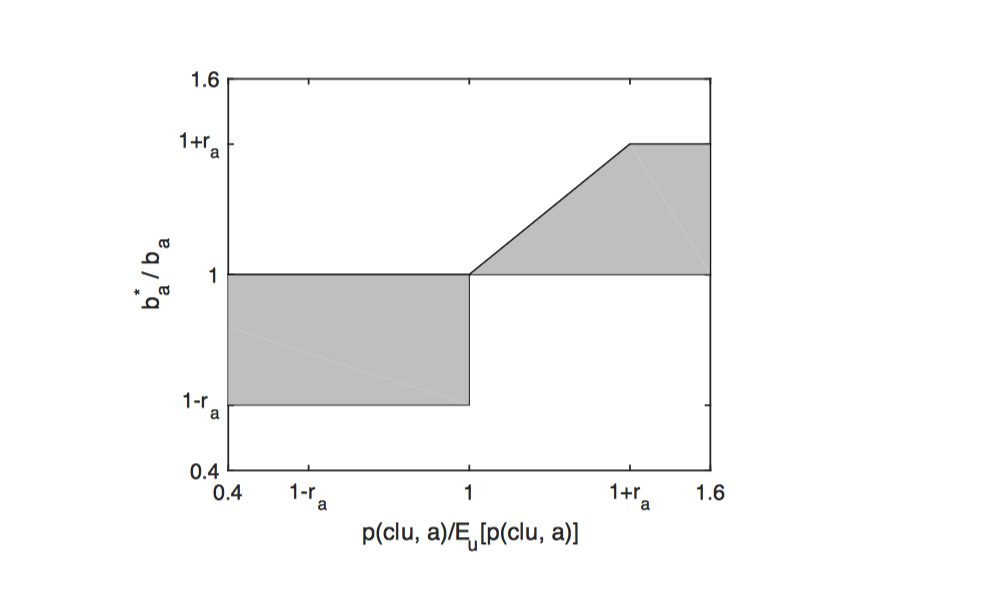 1.6
1+r_a
b_a^* / b_a
1
1-r_a
0.4
0.4 1-r_a 1 1+r_a 1.6
p(clu, a)/E_u[p(clu, a)]